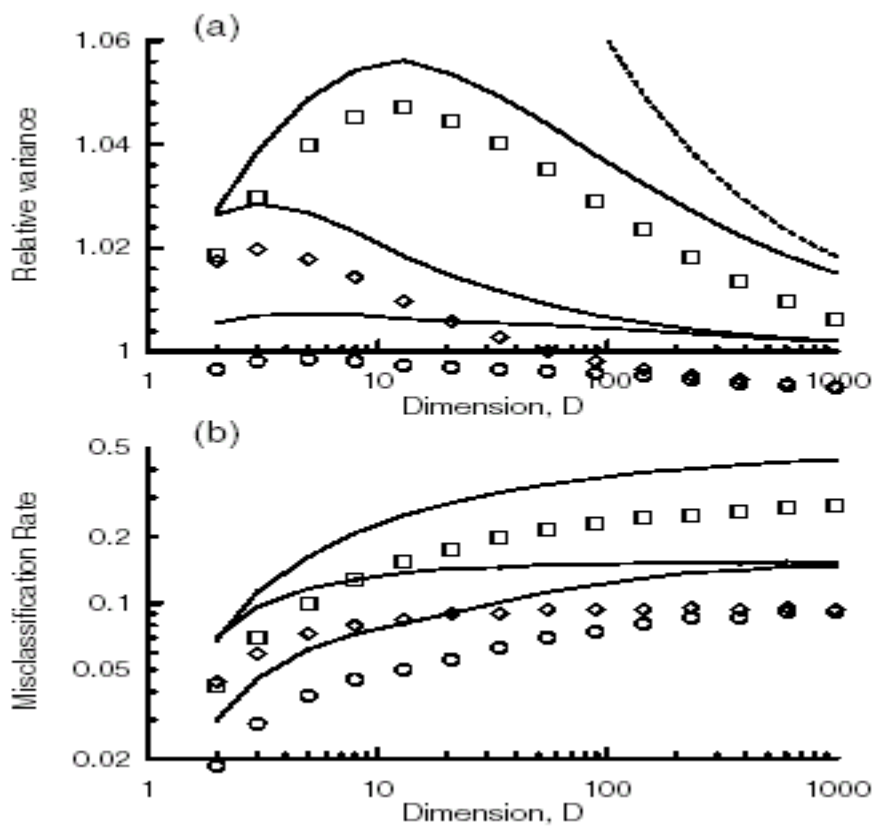 (a)
1.06
1.04
1.02
1
Relative variance
1 10 100 1000
Dimension, D
(b)
0.5
0.2
0.1
0.05
0.02
Misclassification Rate
1 10 100 1000
Dimension, D